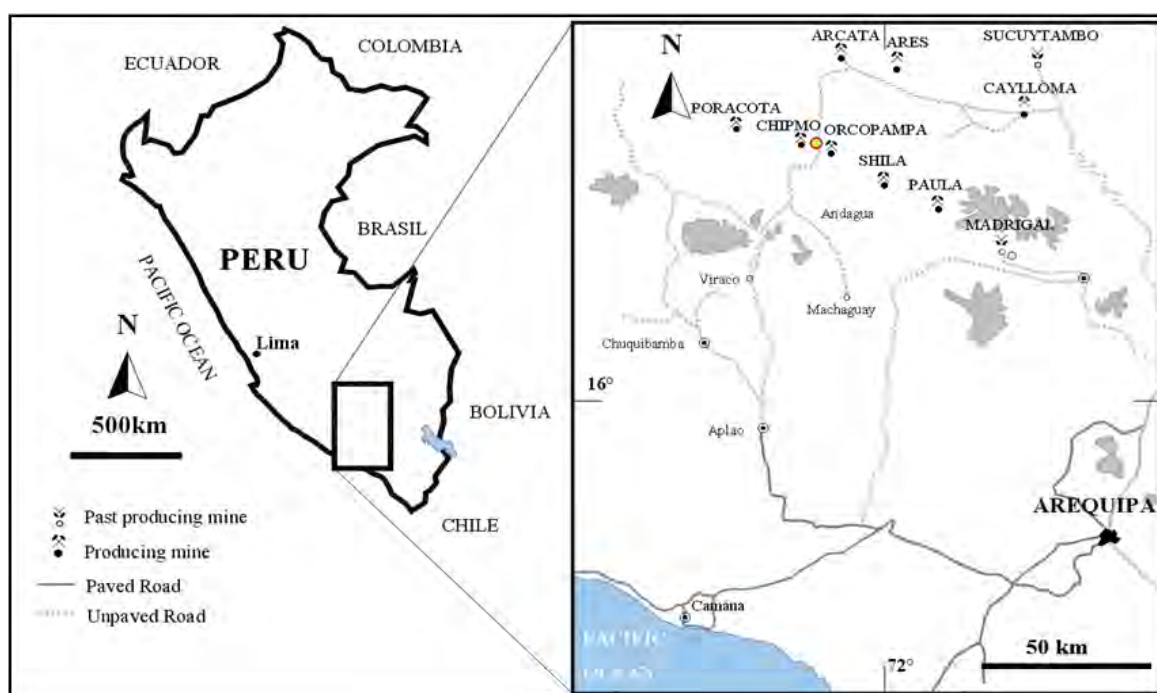 COLOMBIA
ECUADOR
BRASIL
PERU
PACIFIC OCEAN
N
Lima
500km
BOLIVIA
CHILE
Past producing mine
Producing mine
Paved Road
Unpaved Road
N
ARCATA
ARES
SUCUYTAMBO
CAYLLOMA
PORACOTA
CHIPMO
ORCOPAMPA
SHILA
PAULA
Andagua
MADRIGAL
Viraco
Machaguay
Chuquibamba
16°
Aplao
AREQUIPA
Camana
PACIFIC
72°
50 km